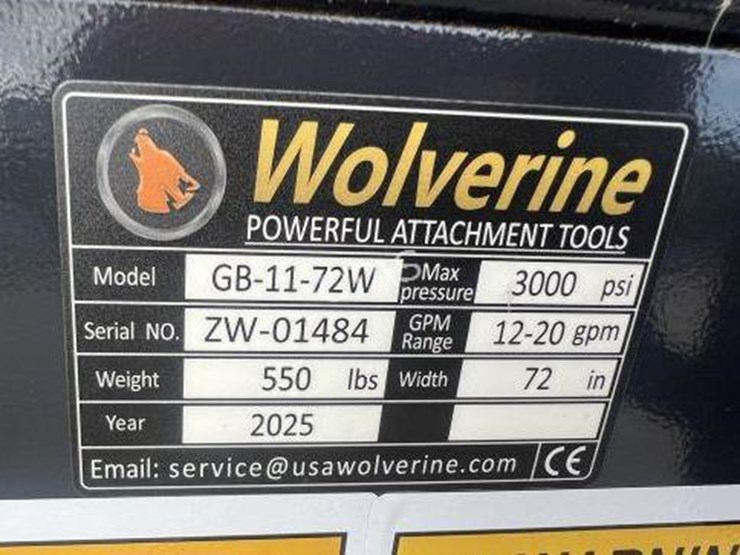 Wolverine
POWERFUL ATTACHMENT TOOLS
Model GB-11-72W Max pressure 3000 psi
Serial NO. ZW-01484 GPM Range 12-20 gpm
Weight 550 lbs Width 72 in
Year 2025
Email: service@usawolverine.com CE